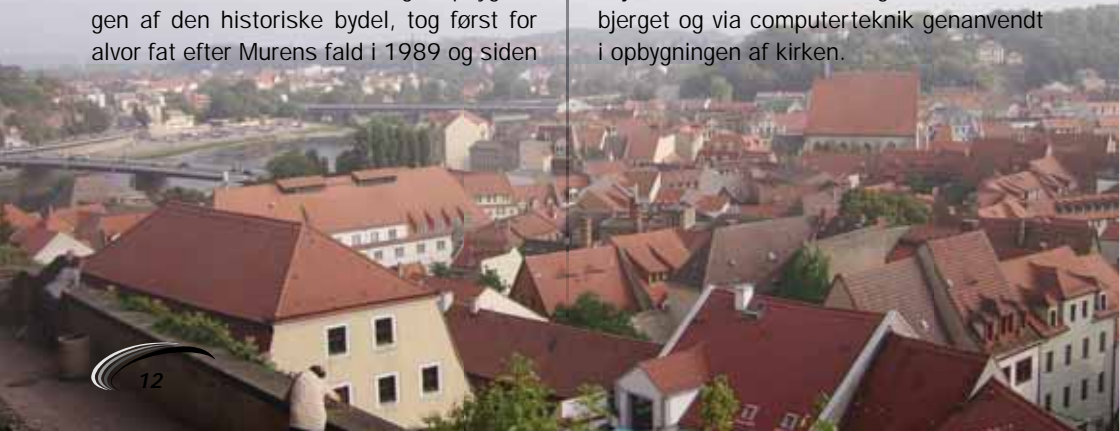 gen af den historiske bydel, tog først for
alvor fat efter Murens fald i 1989 og siden
bjerget og via computerteknik genanvendt
i opbygningen af kirken.
12